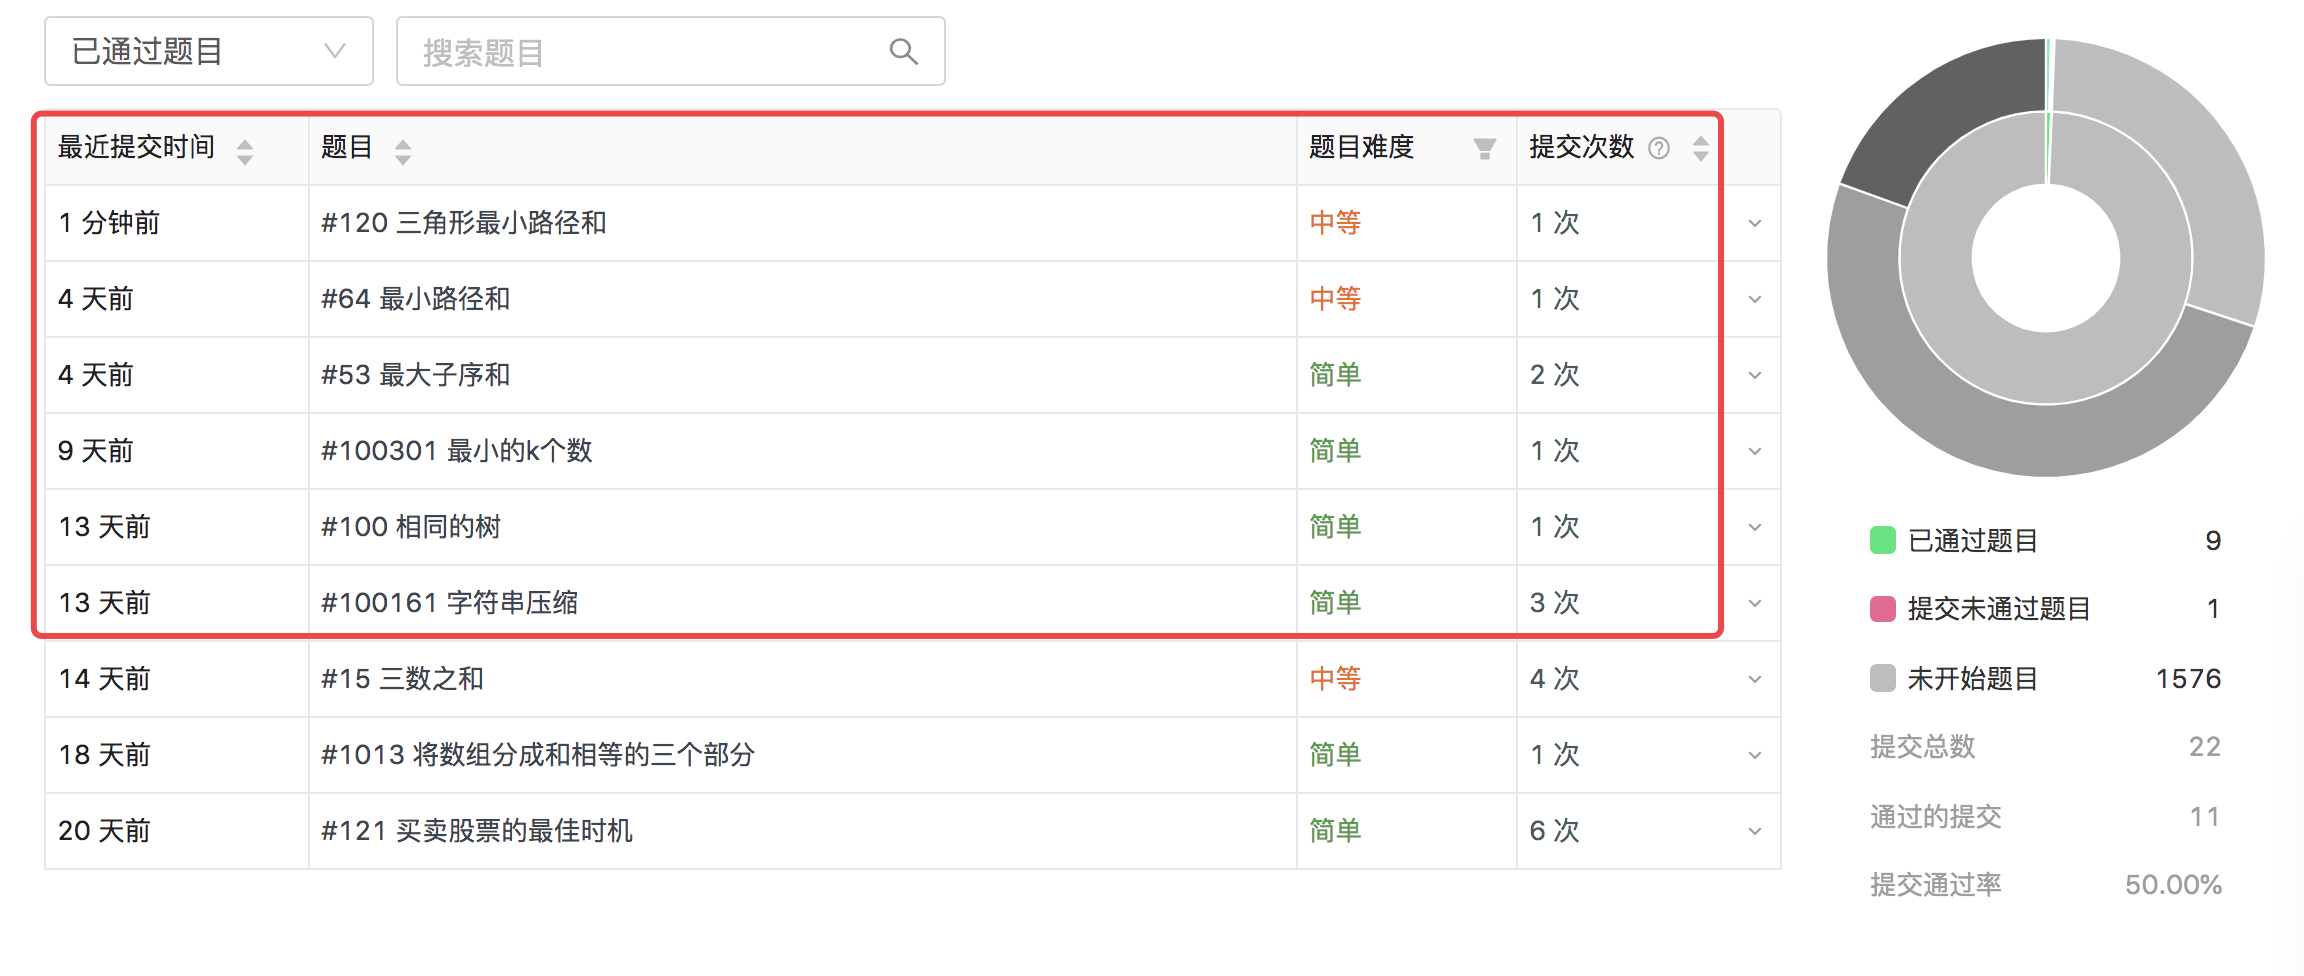 已通过题目
搜索题目
最近提交时间 题目 题目难度 提交次数 ?
1 分钟前 #120 三角形最小路径和 中等 1 次
4 天前 #64 最小路径和 中等 1 次
4 天前 #53 最大子序和 简单 2 次
9 天前 #100301 最小的k个数 简单 1 次
13 天前 #100 相同的树 简单 1 次
13 天前 #100161 字符串压缩 简单 3 次
14 天前 #15 三数之和 中等 4 次
18 天前 #1013 将数组分成和相等的三个部分 简单 1 次
20 天前 #121 买卖股票的最佳时机 简单 6 次
已通过题目 9
提交未通过题目 1
未开始题目 1576
提交总数 22
通过的提交 11
提交通过率 50.00%